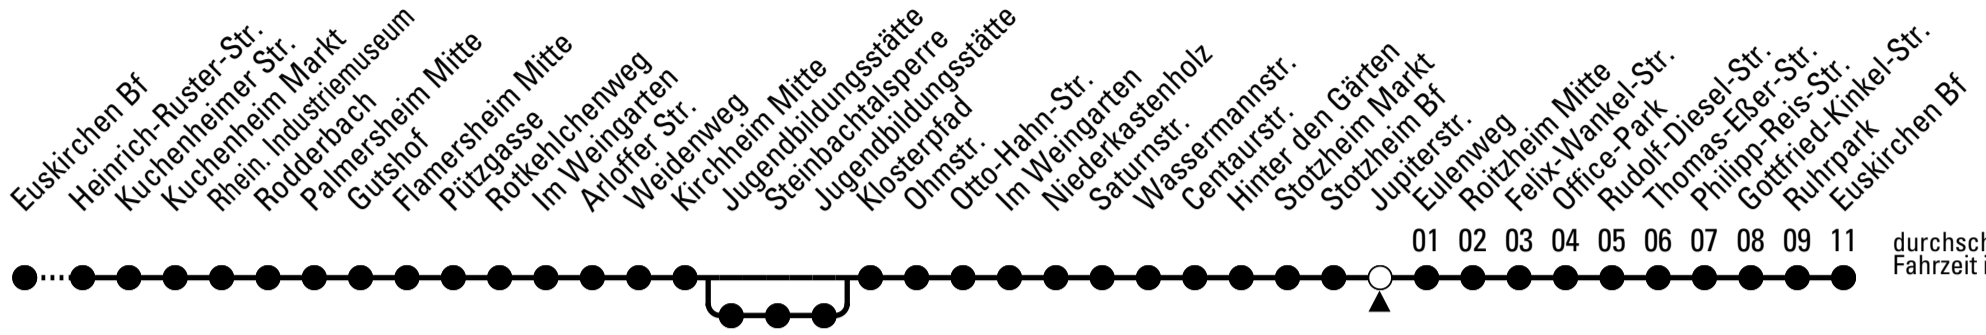 Euskirchen Bf
Heinrich-Ruster-Str.
Kuchenheimer Str.
Kuchenheim Markt
Rhein. Industriemuseum
Rodderbach
Palmersheim Mitte
Gutshof
Flamersheim Mitte
Pützgasse
Rotkehlchenweg
Im Weingarten
Arloffer Str.
Weidenweg
Kirchheim Mitte
Jugendbildungsstätte
Steinbachtalsperre
Jugendbildungsstätte
Klosterpfad
Ohmstr.
Otto-Hahn-Str.
Im Weingarten
Niederkastenholz
Saturnstr.
Wassermannstr.
Centaurstr.
Hinter den Gärten
Stotzheim Markt
Stotzheim Bf
Jupiterstr.
Eulenweg
Roitzheim Mitte
Felix-Wankel-Str.
Office-Park
Rudolf-Diesel-Str.
Thomas-Eßer-Str.
Philipp-Reis-Str.
Gottfried-Kinkel-Str.
Ruhrpark
Euskirchen Bf
01 02 03 04 05 06 07 08 09 11
durchsch
Fahrzeit i